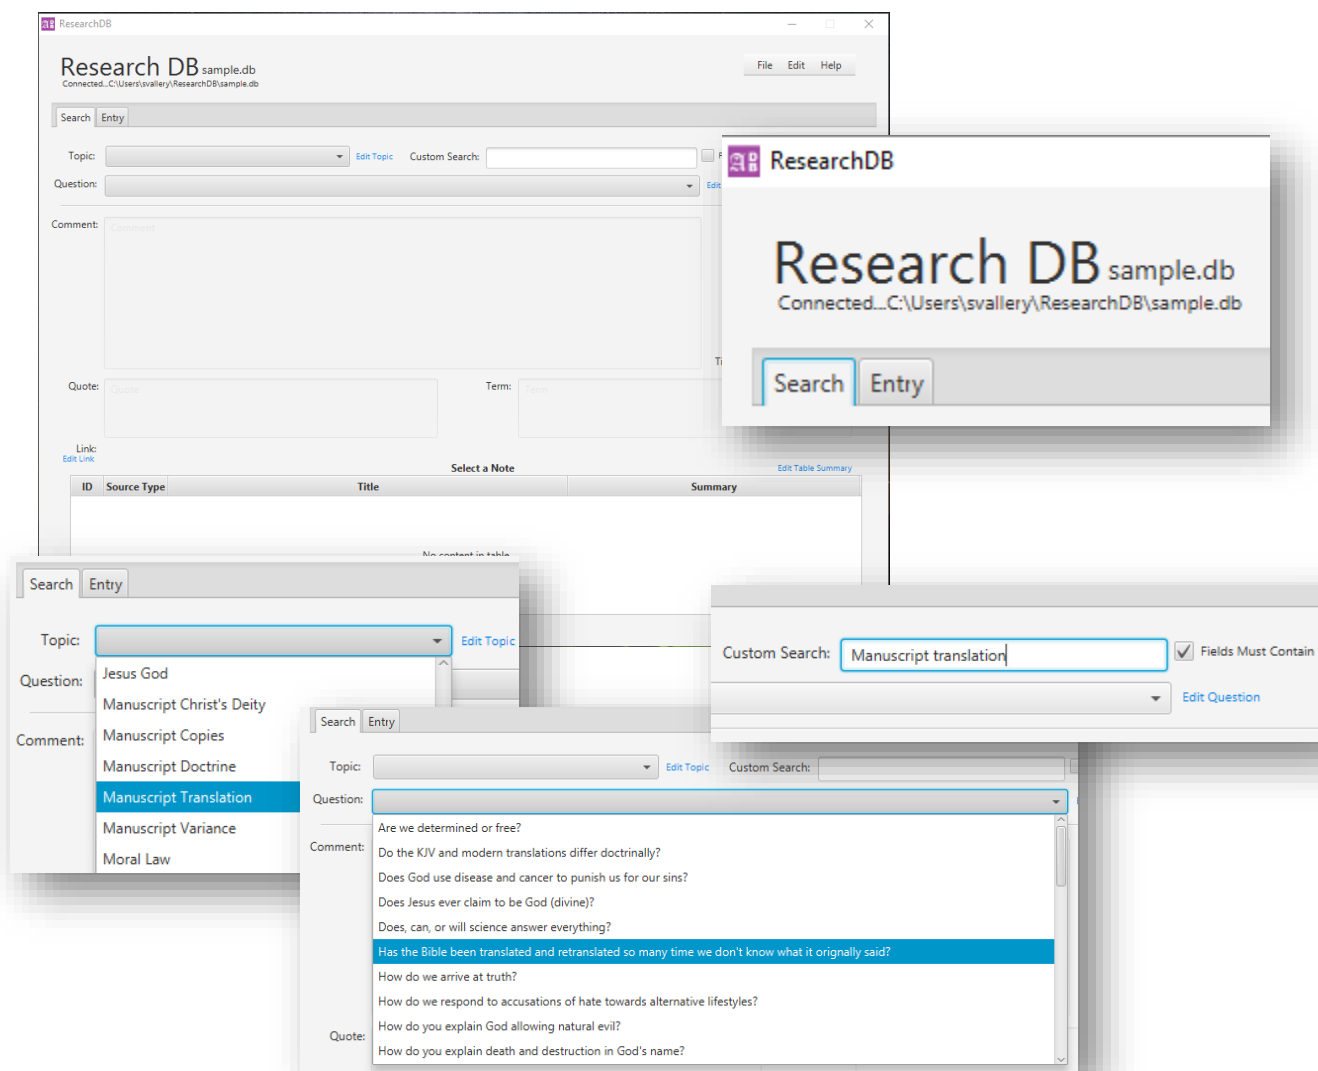 ResearchDB
Research DB sample.db
Connected...C:\Users\svallery\ResearchDB\sample.db
File Edit Help
Search Entry
Topic: Edit Topic Custom Search:
Question: Edit
Comment: Comment
Quote: Quote Term: Term
Link:
Edit Link
Select a Note Edit Table Summary
ID Source Type Title Summary
No content in table
ResearchDB
Research DB sample.db
Connected...C:\Users\svallery\ResearchDB\sample.db
Search Entry
Search Entry
Topic: Edit Topic
Question:
Comment:
Jesus God
Manuscript Christ's Deity
Manuscript Copies
Manuscript Doctrine
Manuscript Translation
Manuscript Variance
Moral Law
Custom Search: Manuscript translation Fields Must Contain
Edit Question
Search Entry
Topic: Edit Topic Custom Search:
Question:
Comment:
Are we determined or free?
Do the KJV and modern translations differ doctrinally?
Does God use disease and cancer to punish us for our sins?
Does Jesus ever claim to be God (divine)?
Does, can, or will science answer everything?
Has the Bible been translated and retranslated so many time we don't know what it orignally said?
How do we arrive at truth?
How do we respond to accusations of hate towards alternative lifestyles?
How do you explain God allowing natural evil?
How do you explain death and destruction in God's name?
Quote: